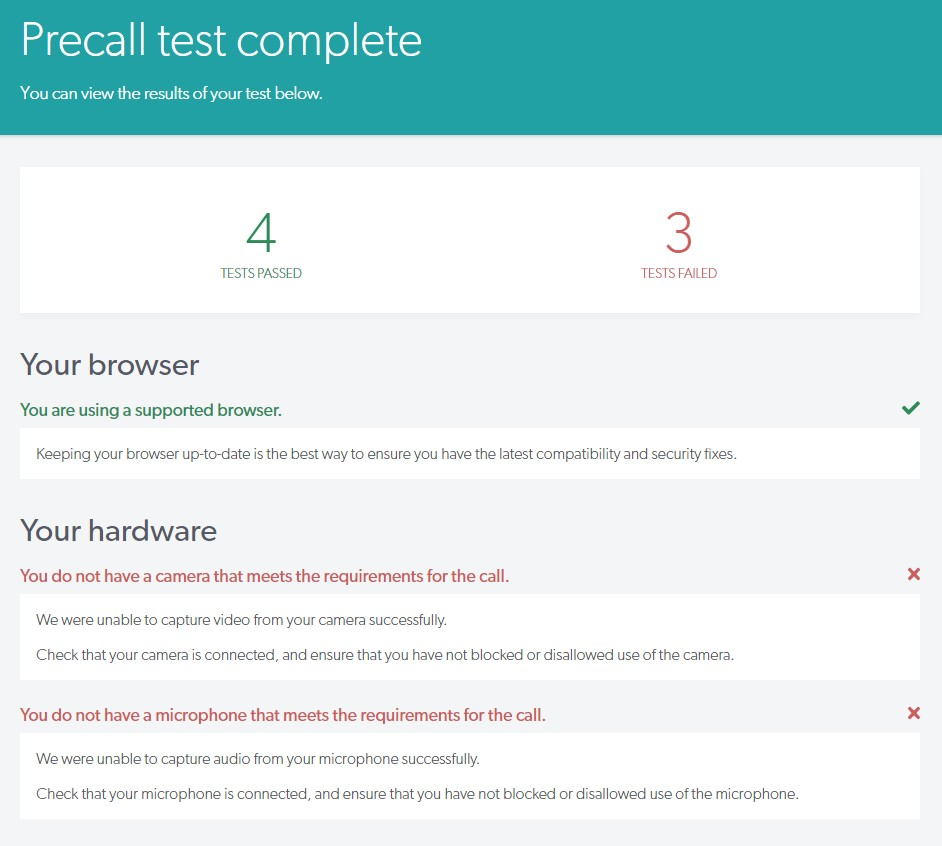 Precall test complete
You can view the results of your test below.
4
TESTS PASSED
3
TESTS FAILED
Your browser
You are using a supported browser.
Keeping your browser up-to-date is the best way to ensure you have the latest compatibility and security fixes.
Your hardware
You do not have a camera that meets the requirements for the call.
We were unable to capture video from your camera successfully.
Check that your camera is connected, and ensure that you have not blocked or disallowed use of the camera.
You do not have a microphone that meets the requirements for the call.
We were unable to capture audio from your microphone successfully.
Check that your microphone is connected, and ensure that you have not blocked or disallowed use of the microphone.